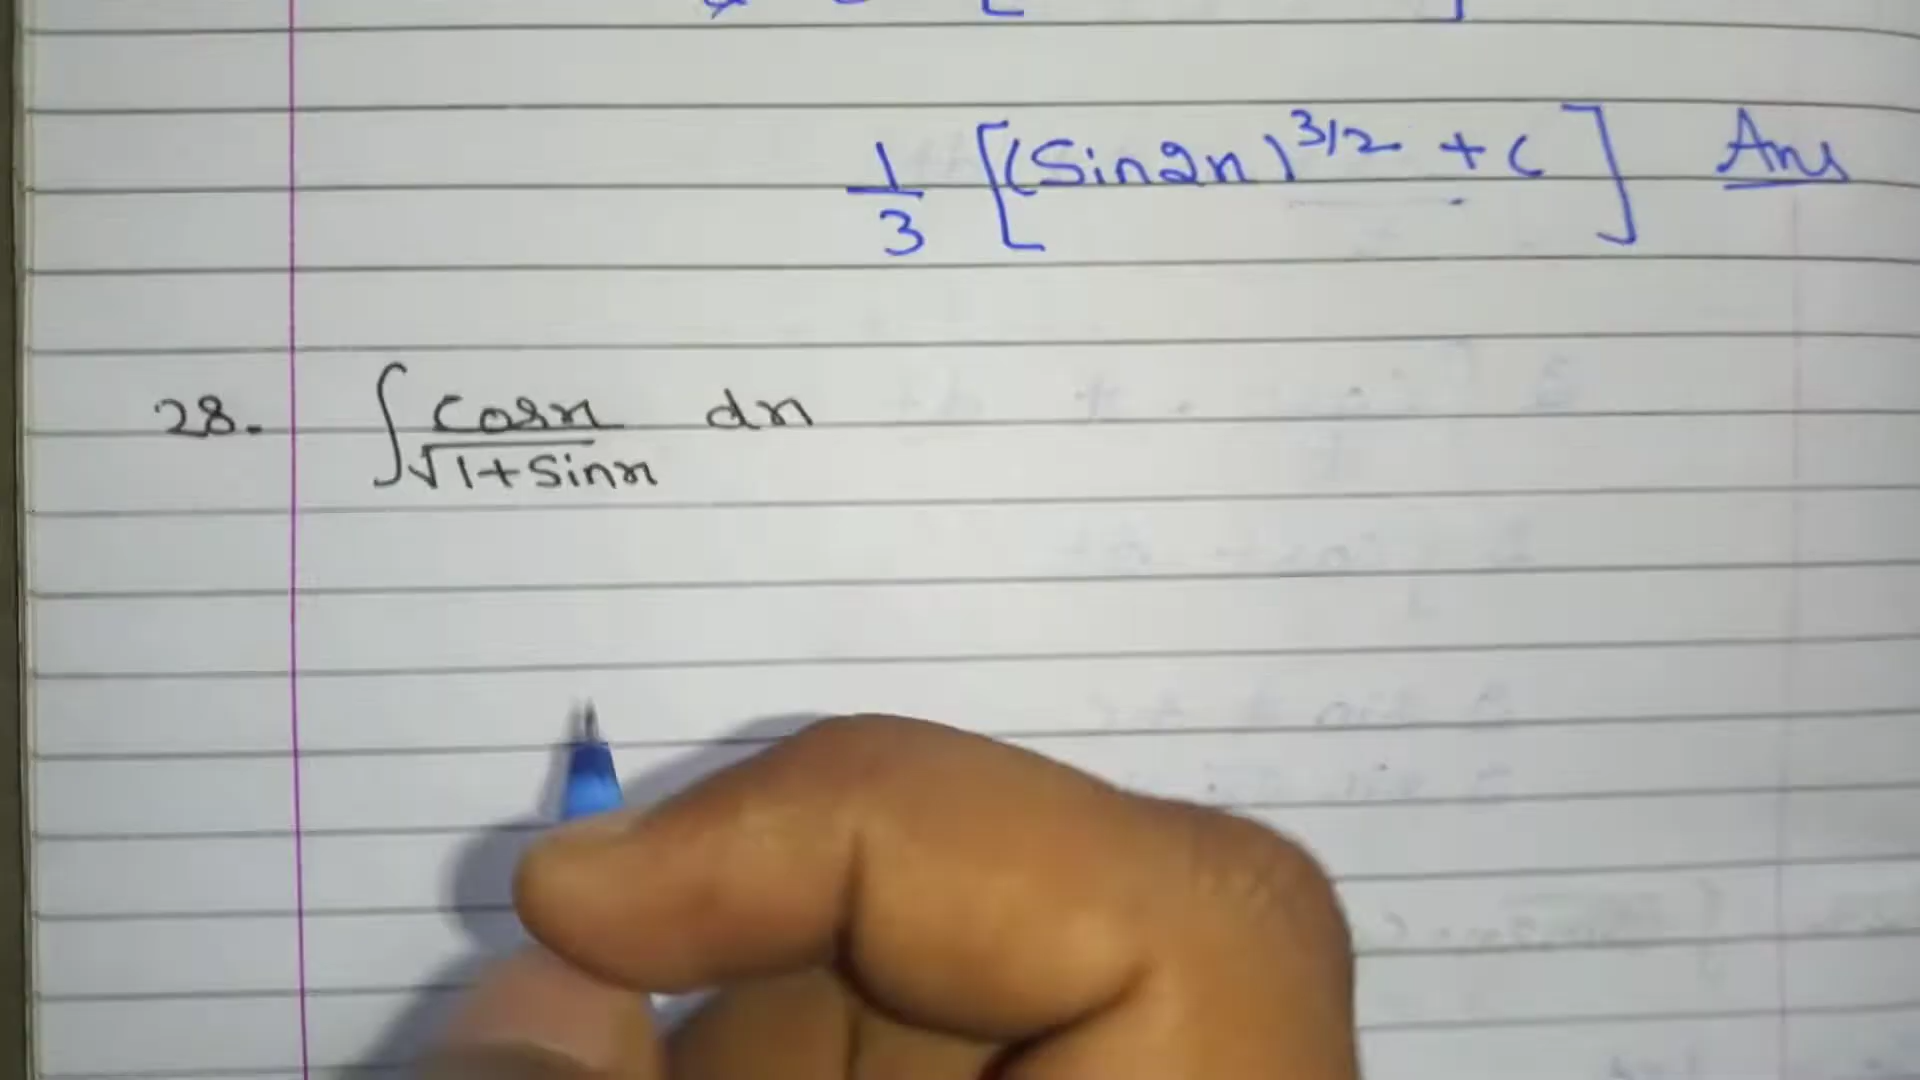 1/3 [(Sin2x)^3/2 + c] Ans
28. ∫ Cosx/√1+Sinx dx